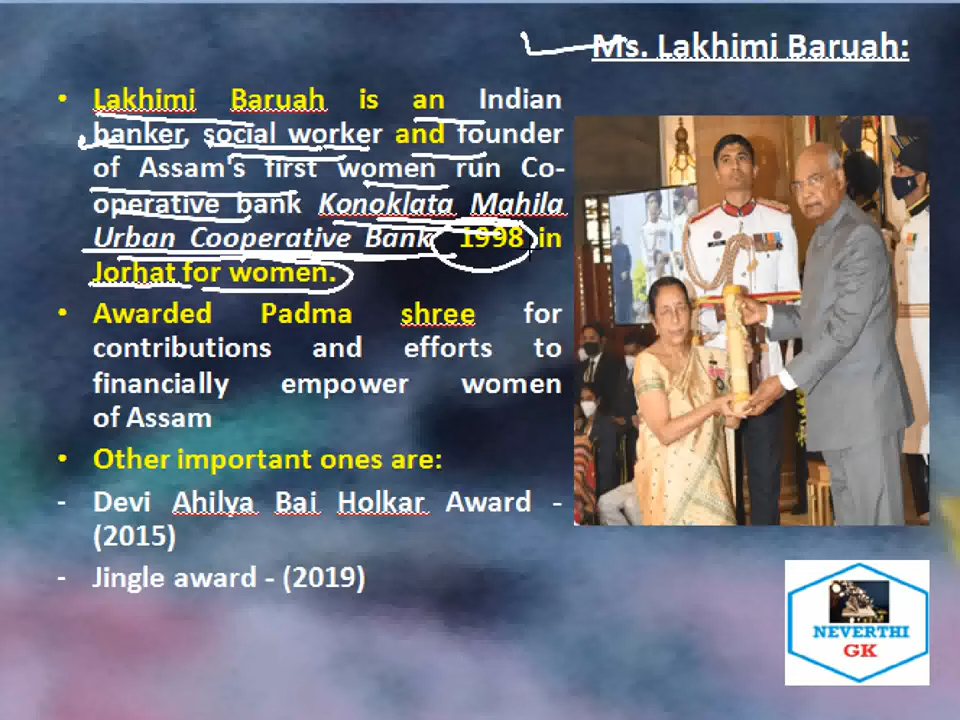 Ms. Lakhimi Baruah:
• Lakhimi Baruah is an Indian
banker, social worker and founder
of Assam's first women run Co-
operative bank Konoklata Mahila
Urban Cooperative Bank 1998 in
Jorhat for women.
• Awarded Padma shree for
contributions and efforts to
financially empower women
of Assam
• Other important ones are:
- Devi Ahilya Bai Holkar Award -
(2015)
- Jingle award - (2019)
NEVERTHI
GK